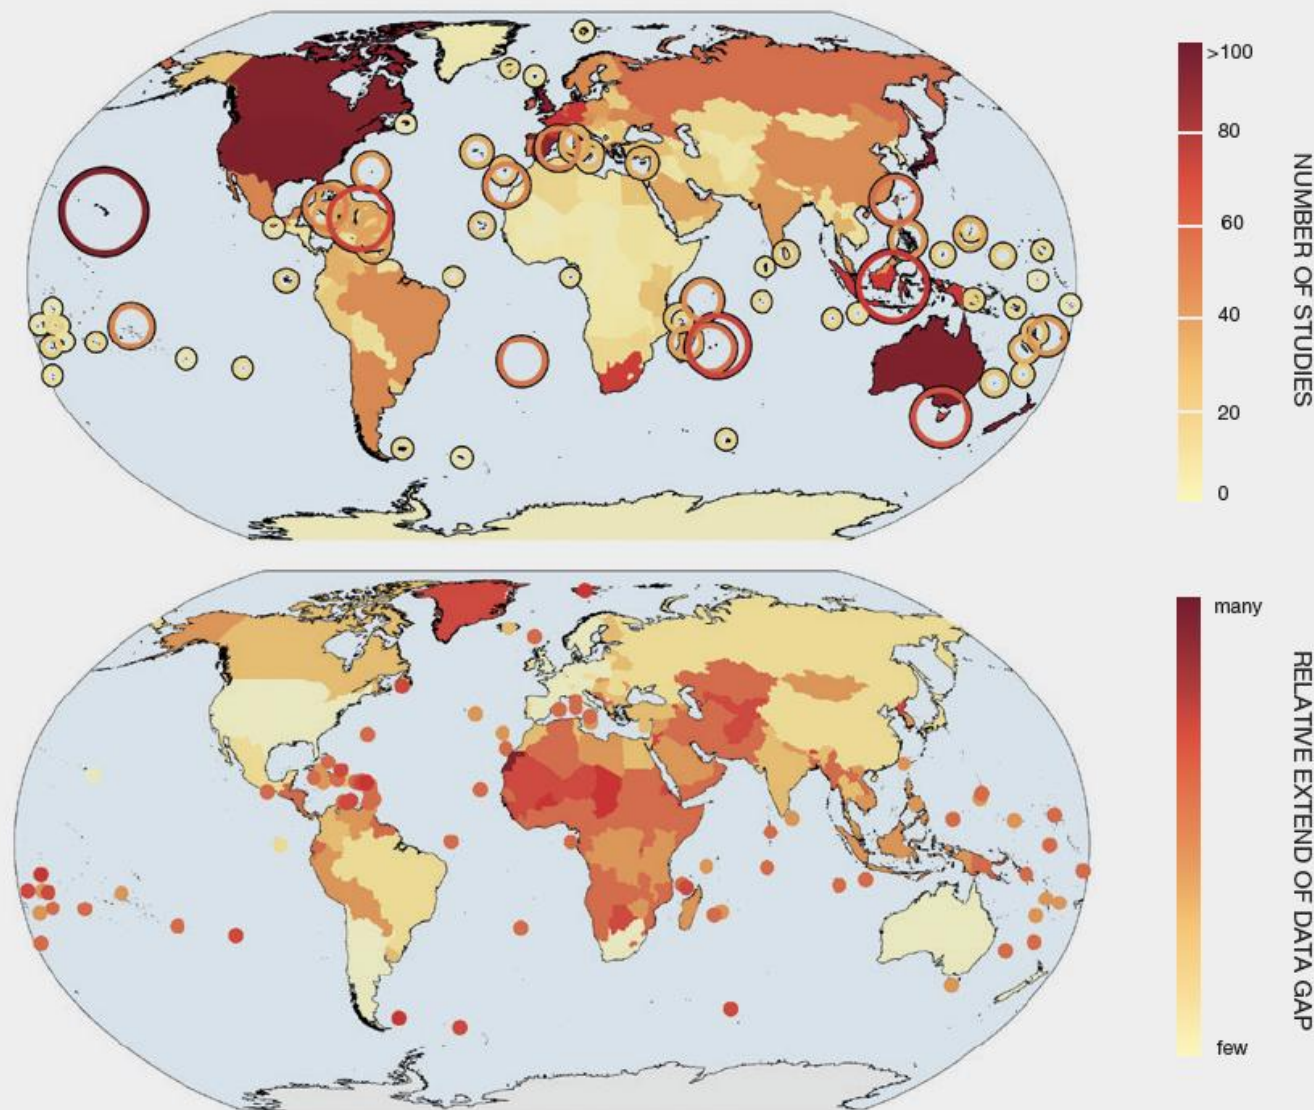 >100
80
60
40
20
0
NUMBER OF STUDIES
many
few
RELATIVE EXTEND OF DATA GAP